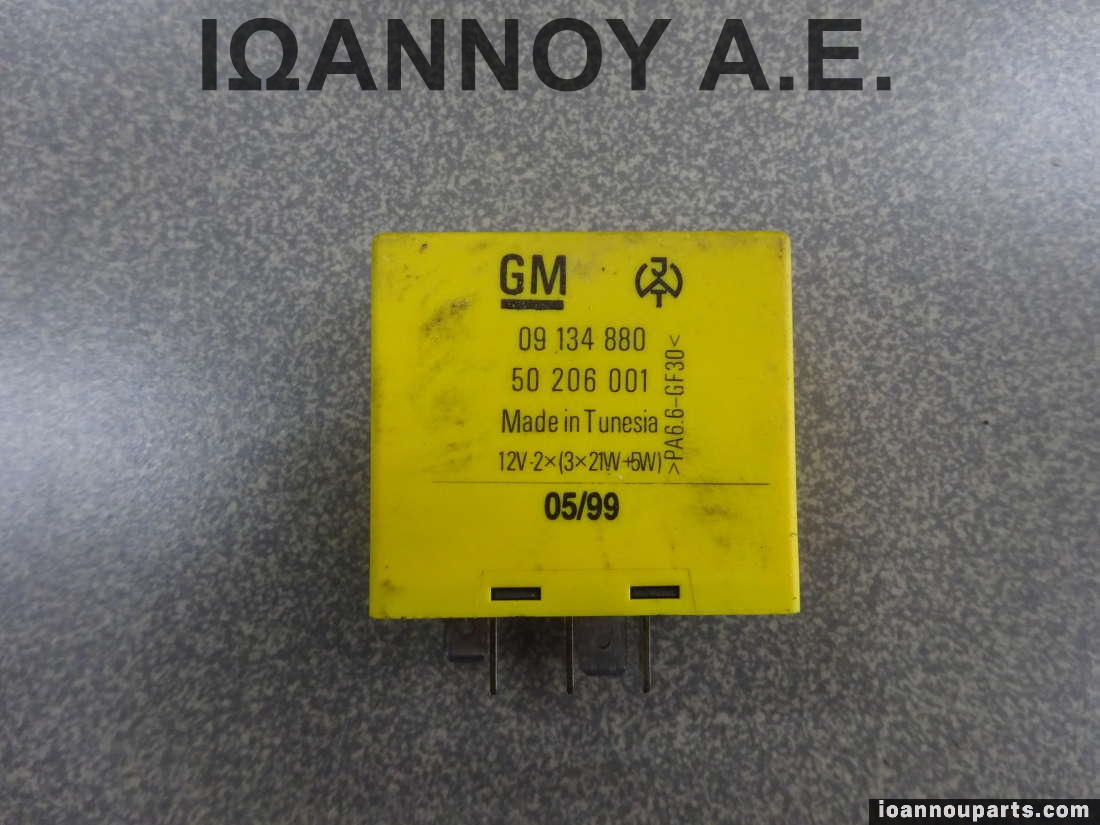 ΙΩΑΝΝΟΥ Α.Ε.
GM
09 134 880
50 206 001
Made in Tunesia
12V-2×(3×21W+5W)
>PA6.6-GF30<
05/99
ioannouparts.com